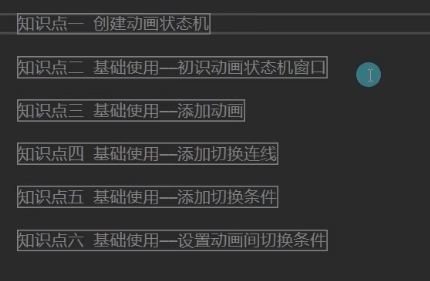 知识点一 创建动画状态机
知识点二 基础使用——初识动画状态机窗口
知识点三 基础使用——添加动画
知识点四 基础使用——添加切换连线
知识点五 基础使用——添加切换条件
知识点六 基础使用——设置动画间切换条件